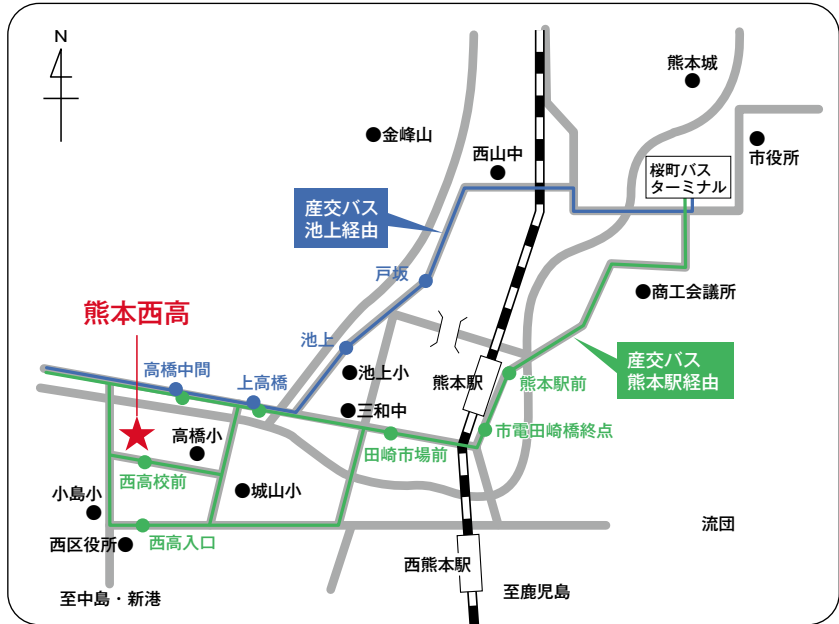 N
熊本城
金峰山
西山中
市役所
桜町バス
ターミナル
産交バス
池上経由
戸坂
商工会議所
熊本西高
池上
高橋中間
上高橋
池上小
熊本駅
熊本駅前
産交バス
熊本駅経由
三和中
高橋小
田崎市場前
市電田崎橋終点
西高校前
小島小
城山小
西区役所
西高入口
流団
西熊本駅
至中島・新港
至鹿児島